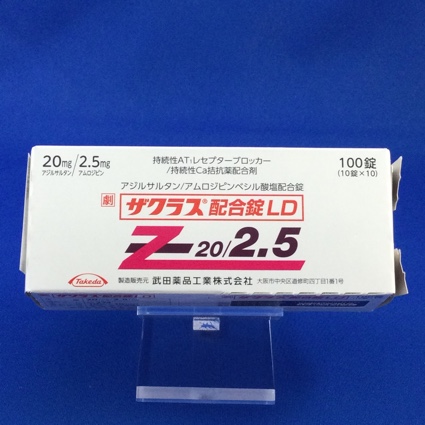 20mg/2.5mg
アジルサルタン/アムロジピン
持続性AT₁レセプターブロッカー
/持続性Ca拮抗薬配合剤
100錠
(10錠×10)
アジルサルタン/アムロジピンベシル酸塩配合錠
劇 ザクラス®配合錠LD
Z 20/2.5
Takeda
製造販売元 武田薬品工業株式会社 大阪市中央区道修町四丁目1番1号